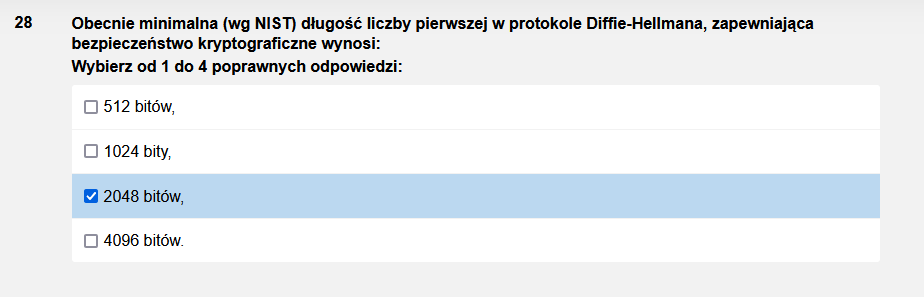 28
Obecnie minimalna (wg NIST) długość liczby pierwszej w protokole Diffie-Hellmana, zapewniająca
bezpieczeństwo kryptograficzne wynosi:
Wybierz od 1 do 4 poprawnych odpowiedzi:
512 bitów,
1024 bity,
2048 bitów,
4096 bitów.